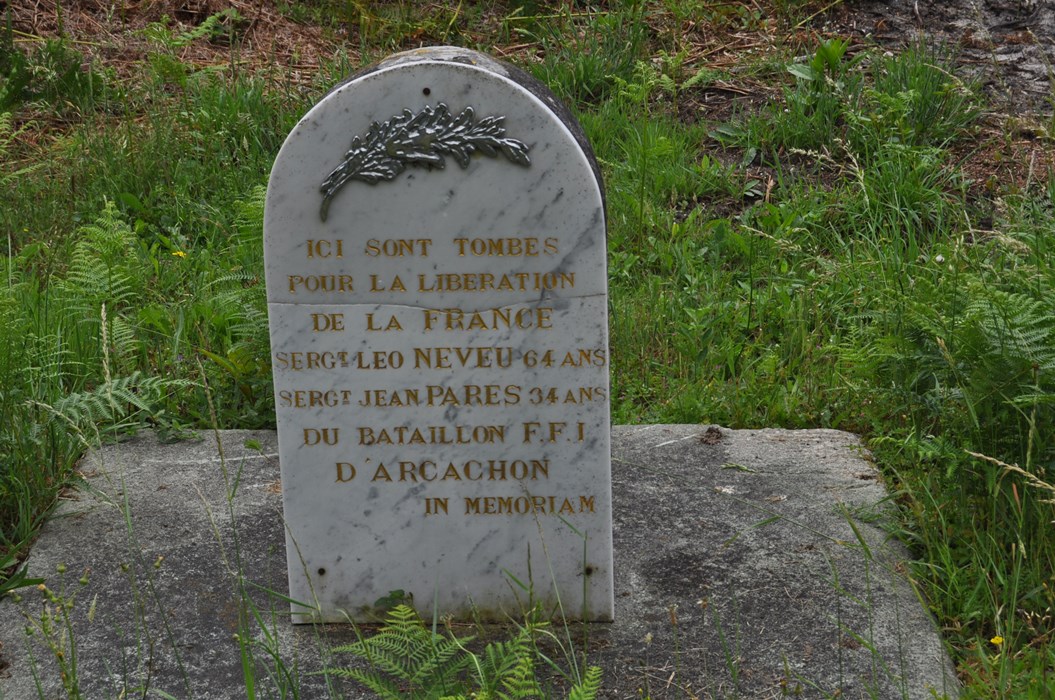 ICI SONT TOMBES
POUR LA LIBERATION
DE LA FRANCE
SERGT LEO NEVEU 64 ANS
SERGT JEAN PARES 34 ANS
DU BATAILLON F.F.I
D'ARCACHON
IN MEMORIAM